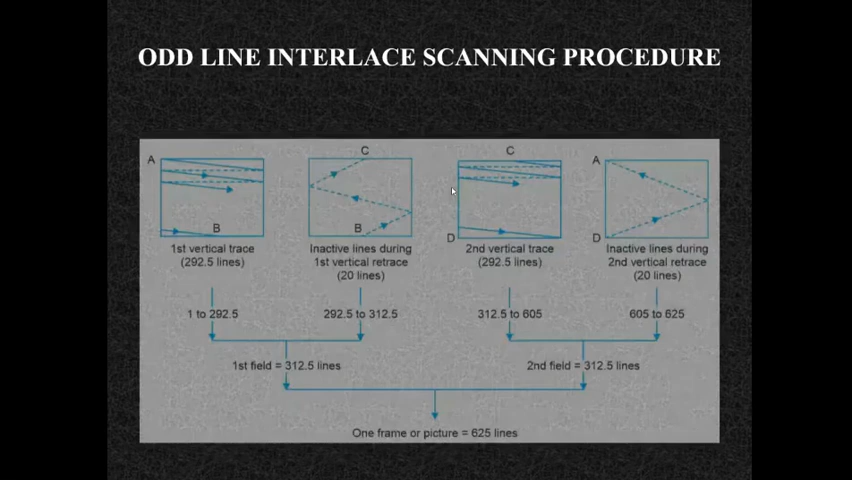 ODD LINE INTERLACE SCANNING PROCEDURE
A
B
1st vertical trace
(292.5 lines)
C
B
Inactive lines during
1st vertical retrace
(20 lines)
C
D
2nd vertical trace
(292.5 lines)
A
D
Inactive lines during
2nd vertical retrace
(20 lines)
1 to 292.5
292.5 to 312.5
312.5 to 605
605 to 625
1st field = 312.5 lines
2nd field = 312.5 lines
One frame or picture = 625 lines